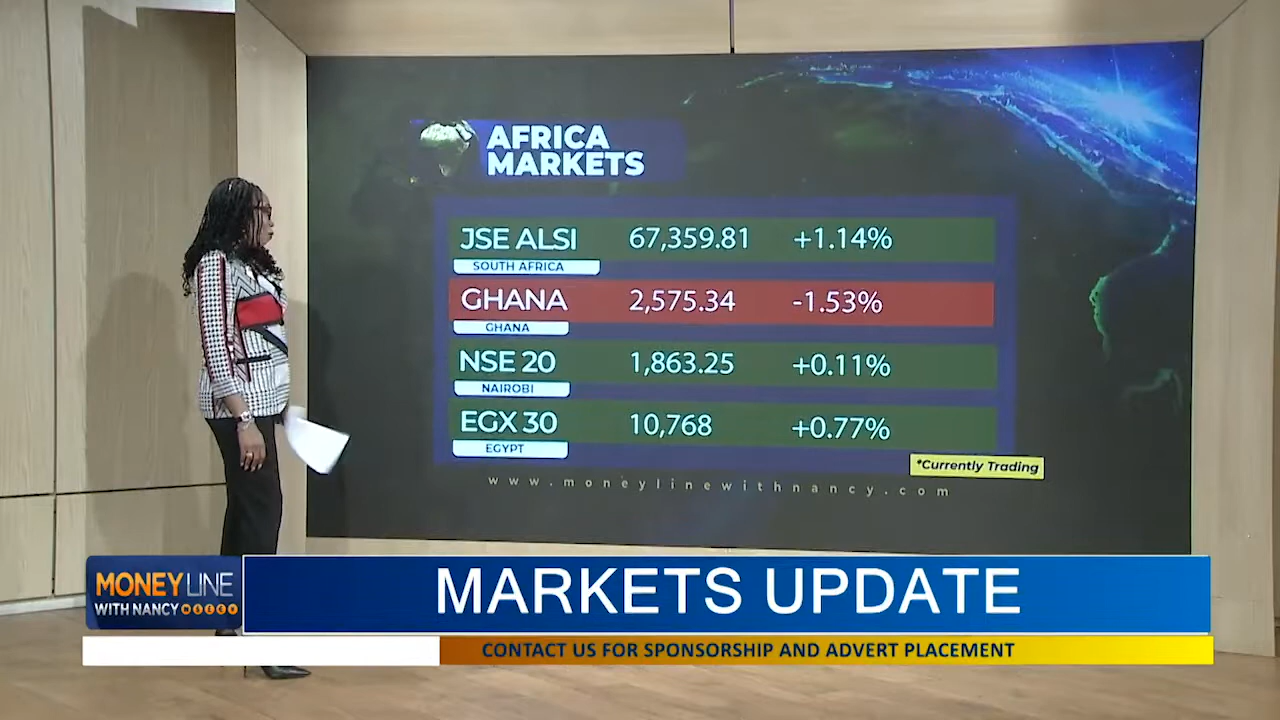 AFRICA
MARKETS
JSE ALSI 67,359.81 +1.14%
SOUTH AFRICA
GHANA 2,575.34 -1.53%
GHANA
NSE 20 1,863.25 +0.11%
NAIROBI
EGX 30 10,768 +0.77%
EGYPT
*Currently Trading
www.moneylinewithnancy.com
MONEYLINE
WITH NANCY
MARKETS UPDATE
CONTACT US FOR SPONSORSHIP AND ADVERT PLACEMENT